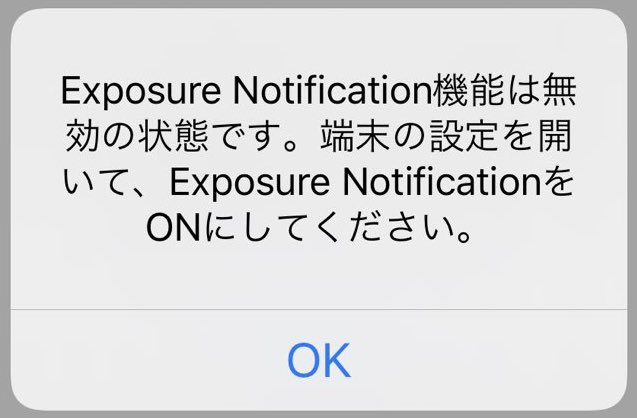 Exposure Notification機能は無
効の状態です。端末の設定を開
いて、Exposure Notificationを
ONにしてください。
OK